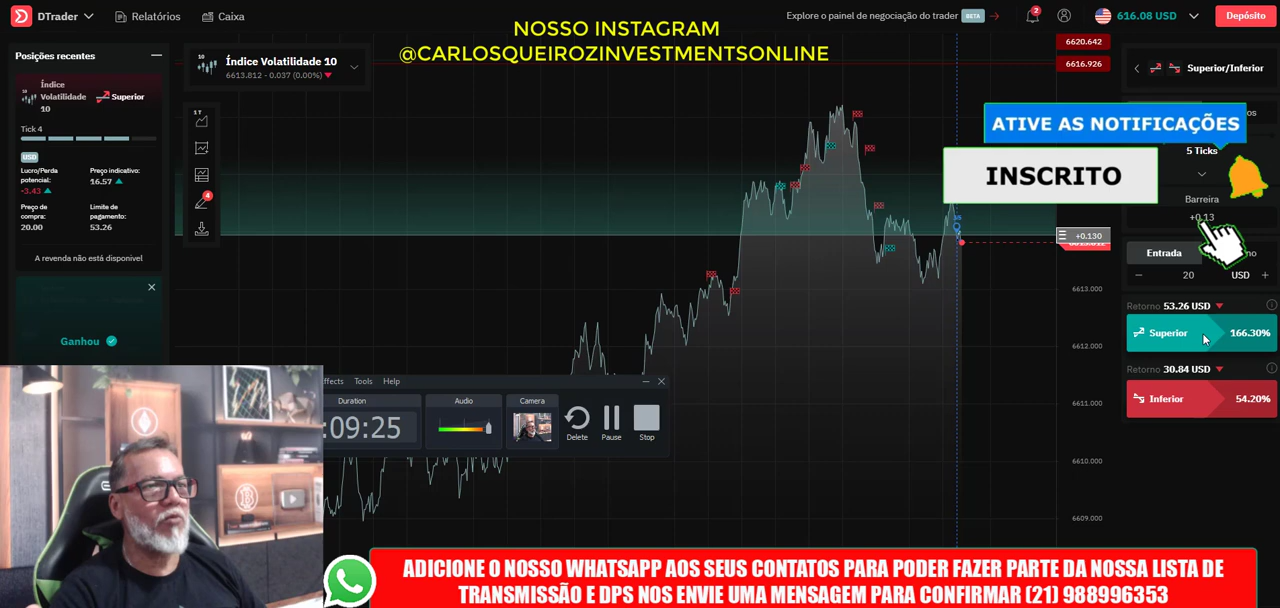 DTrader
Relatórios
Caixa
NOSSO INSTAGRAM
@CARLOSQUEIROZINVESTMENTSONLINE
Explore o painel de negociação do trader BETA
2
616.08 USD
Depósito
Posições recentes
Índice
Volatilidade
10
Superior
Tick 4
USD
Lucro/Perda
potencial:
-3.43
Preço indicativo:
16.57
Preço de
compra:
20.00
Limite de
pagamento:
53.26
A revenda não está disponivel
Ganhou
10
Índice Volatilidade 10
6613.812 - 0.037 (0.00%)
1 T
4
6620.642
6616.926
+0.130
6613.000
6612.000
6611.000
6610.000
6609.000
Superior/Inferior
ATIVE AS NOTIFICAÇÕES
INSCRITO
5 Ticks
Barreira
+0.13
Entrada
20
USD
Retorno 53.26 USD
Superior 166.30%
Retorno 30.84 USD
Inferior 54.20%
Tools Help
Duration
:09:25
Audio
Camera
Delete
Pause
Stop
ADICIONE O NOSSO WHATSAPP AOS SEUS CONTATOS PARA PODER FAZER PARTE DA NOSSA LISTA DE
TRANSMISSÃO E DPS NOS ENVIE UMA MENSAGEM PARA CONFIRMAR (21) 988996353